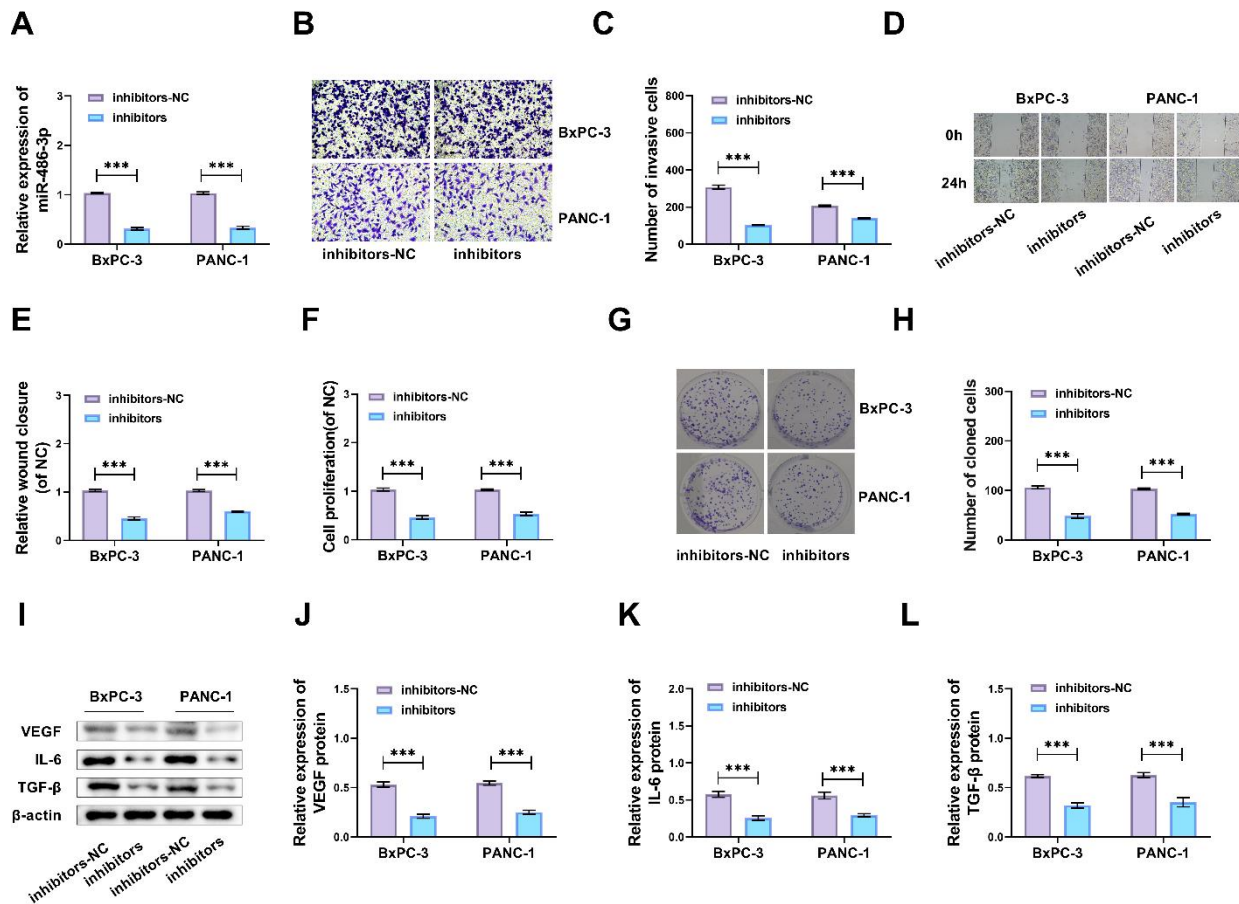 A
Relative expression of
miR-486-3p
3
2
1
0
inhibitors-NC
inhibitors
***
***
BxPC-3
PANC-1
B
BxPC-3
PANC-1
inhibitors-NC
inhibitors
C
Number of invasive cells
800
600
400
200
0
inhibitors-NC
inhibitors
***
***
BxPC-3
PANC-1
D
BxPC-3
PANC-1
0h
24h
inhibitors-NC
inhibitors
inhibitors-NC
inhibitors
E
Relative wound closure
(of NC)
3
2
1
0
inhibitors-NC
inhibitors
***
***
BxPC-3
PANC-1
F
Cell proliferation(of NC)
3
2
1
0
inhibitors-NC
inhibitors
***
***
BxPC-3
PANC-1
G
BxPC-3
PANC-1
inhibitors-NC
inhibitors
H
Number of cloned cells
300
200
100
0
inhibitors-NC
inhibitors
***
***
BxPC-3
PANC-1
I
BxPC-3
PANC-1
VEGF
IL-6
TGF-β
β-actin
inhibitors-NC
inhibitors
inhibitors-NC
inhibitors
J
Relative expression of
VEGF protein
1.5
1.0
0.5
0.0
inhibitors-NC
inhibitors
***
***
BxPC-3
PANC-1
K
Relative expression of
IL-6 protein
2.0
1.5
1.0
0.5
0.0
inhibitors-NC
inhibitors
***
***
BxPC-3
PANC-1
L
Relative expression of
TGF-β protein
1.5
1.0
0.5
0.0
inhibitors-NC
inhibitors
***
***
BxPC-3
PANC-1